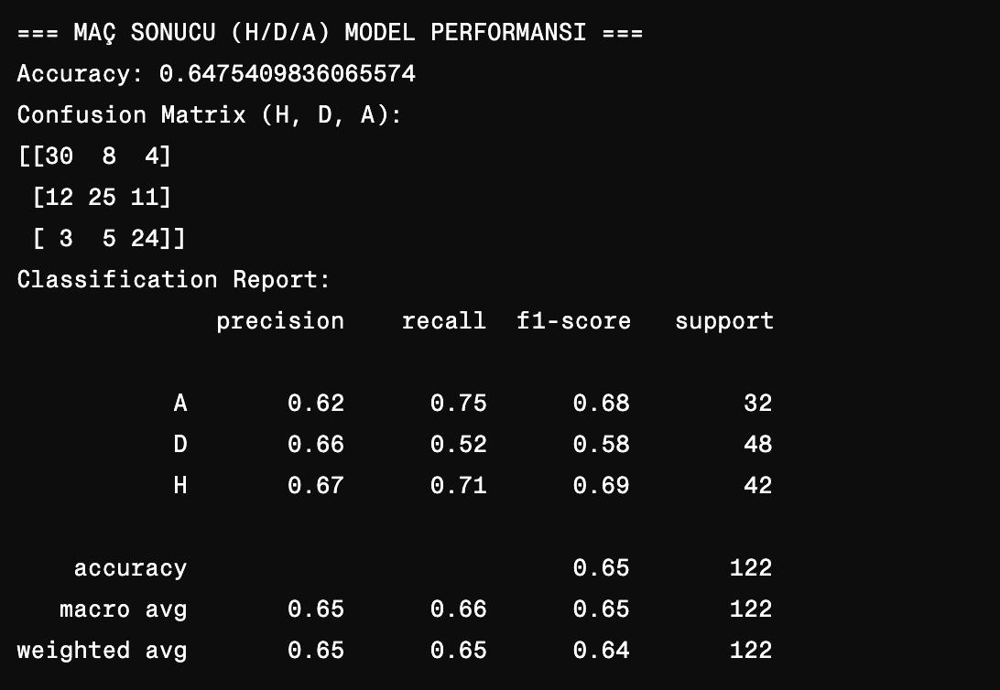 === MAÇ SONUCU (H/D/A) MODEL PERFORMANSI ===
Accuracy: 0.6475409836065574
Confusion Matrix (H, D, A):
[[30  8  4]
 [12 25 11]
 [ 3  5 24]]
Classification Report:
              precision    recall  f1-score   support

           A       0.62      0.75      0.68        32
           D       0.66      0.52      0.58        48
           H       0.67      0.71      0.69        42

    accuracy                           0.65       122
   macro avg       0.65      0.66      0.65       122
weighted avg       0.65      0.65      0.64       122